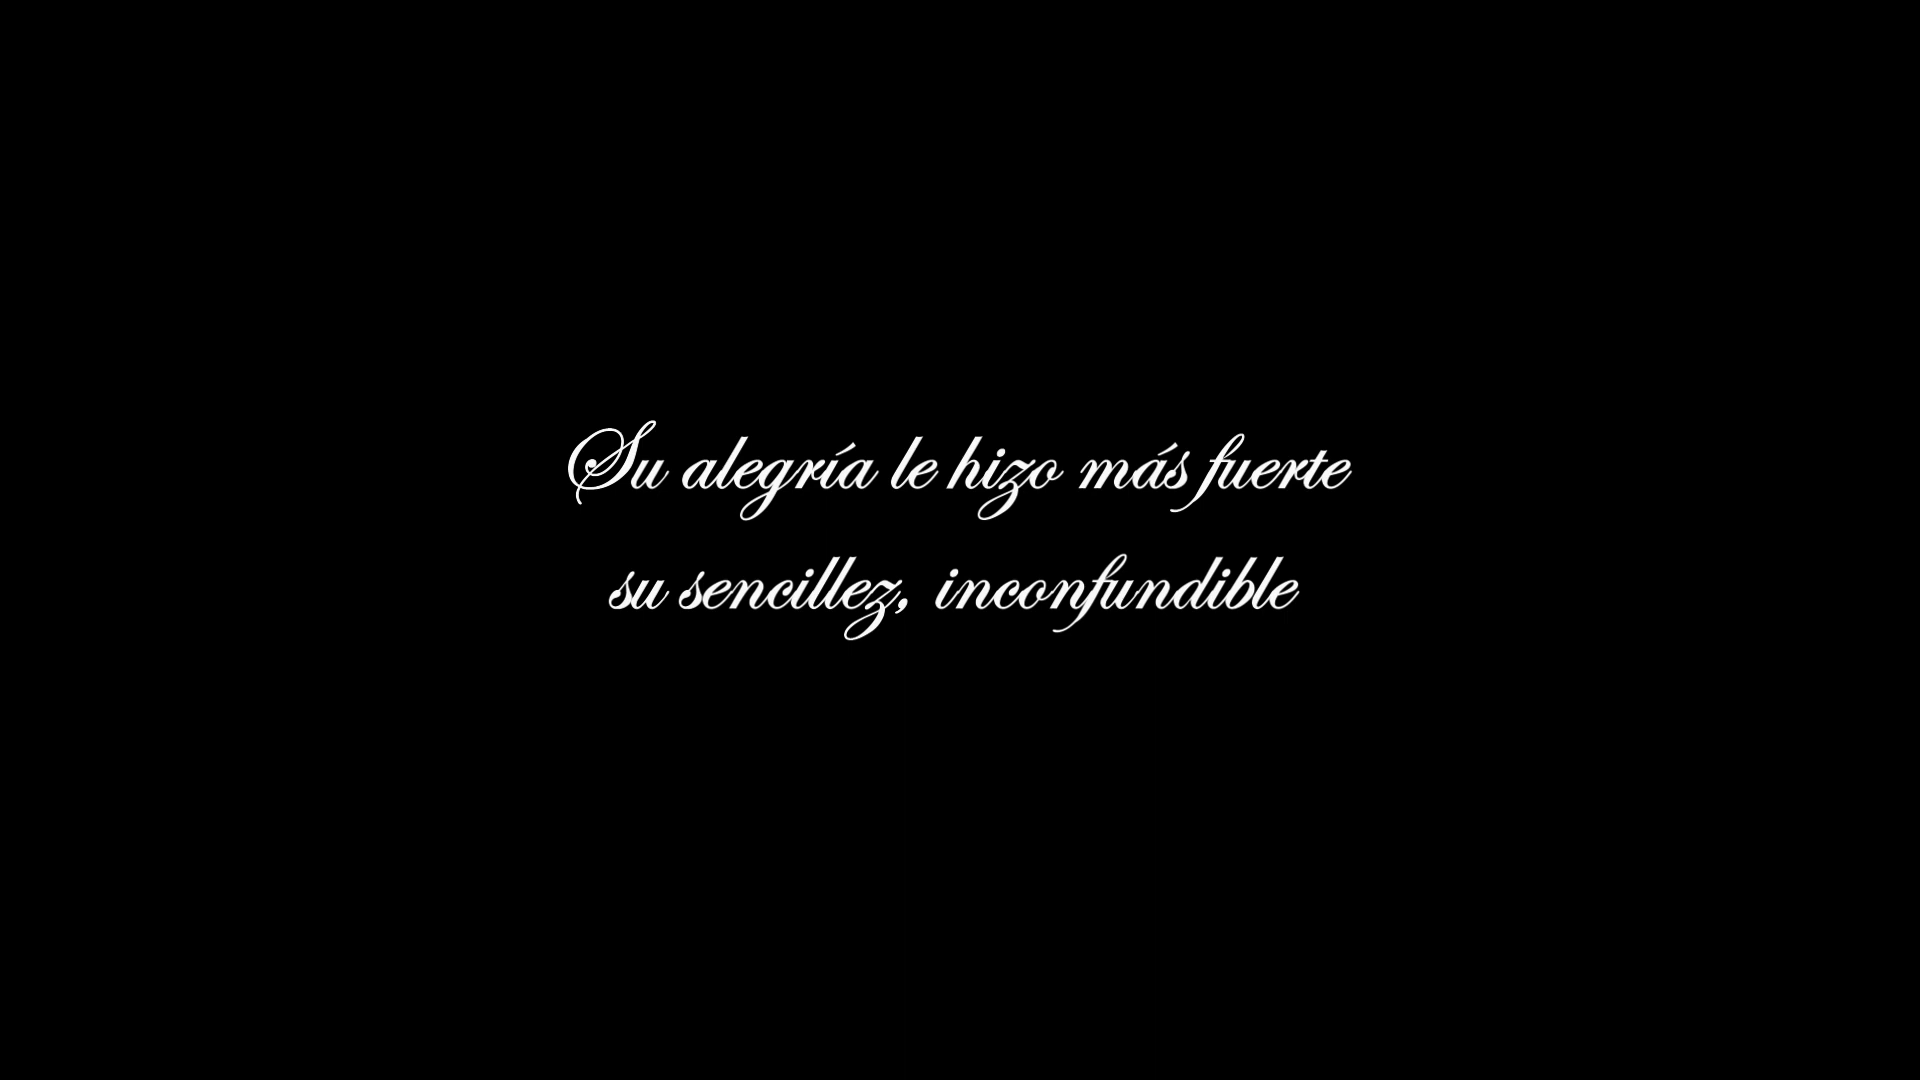 Su alegría le hizo más fuerte
su sencillez, inconfundible